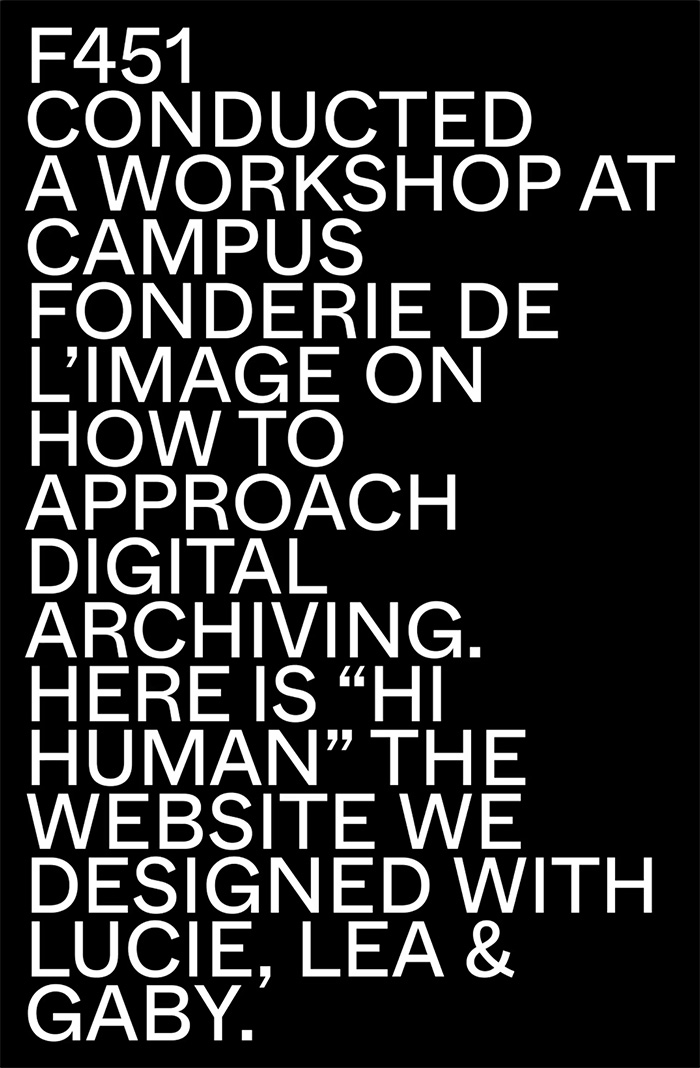 F451
CONDUCTED
A WORKSHOP AT
CAMPUS
FONDERIE DE
L’IMAGE ON
HOW TO
APPROACH
DIGITAL
ARCHIVING.
HERE IS “HI
HUMAN” THE
WEBSITE WE
DESIGNED WITH
LUCIE, LEA &
GABY.